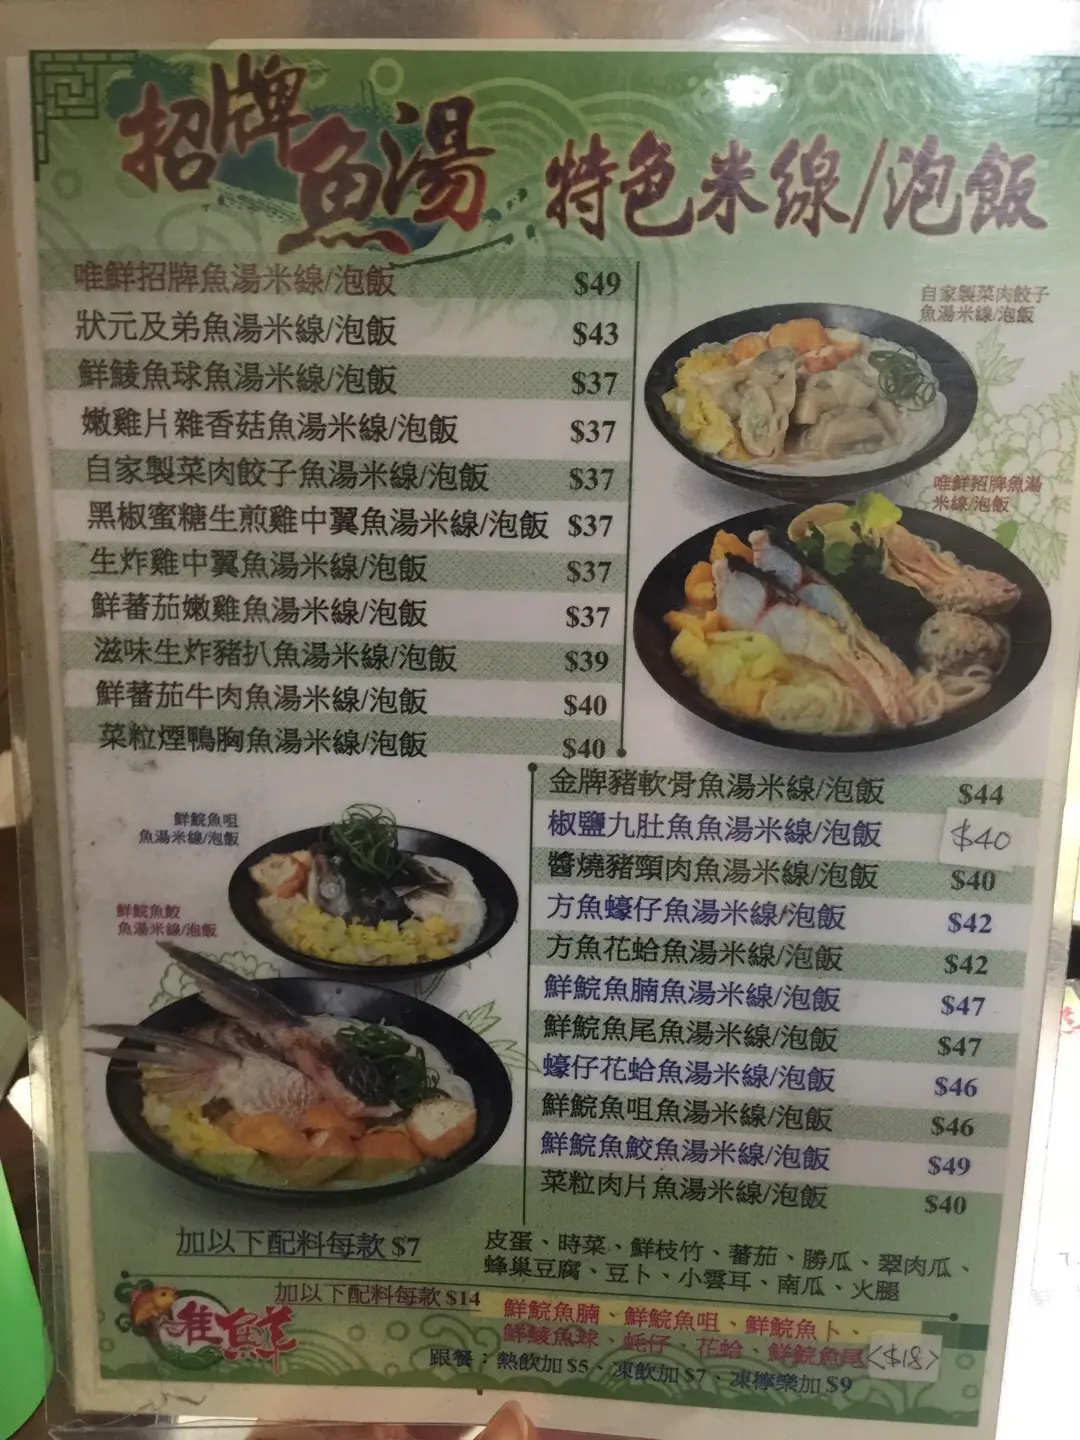 招牌魚湯 特色米線/泡飯
唯鮮招牌魚湯米線/泡飯 $49
狀元及弟魚湯米線/泡飯 $43
鮮鯪魚球魚湯米線/泡飯 $37
嫩雞片雜香菇魚湯米線/泡飯 $37
自家製菜肉餃子魚湯米線/泡飯 $37
黑椒蜜糖生煎雞中翼魚湯米線/泡飯 $37
生炸雞中翼魚湯米線/泡飯 $37
鮮蕃茄嫩雞魚湯米線/泡飯 $37
滋味生炸豬扒魚湯米線/泡飯 $39
鮮蕃茄牛肉魚湯米線/泡飯 $40
菜粒煙鴨胸魚湯米線/泡飯 $40
自家製菜肉餃子
魚湯米線/泡飯
唯鮮招牌魚湯
米線/泡飯
鮮鯇魚咀
魚湯米線/泡飯
鮮鯇魚餃
魚湯米線/泡飯
金牌豬軟骨魚湯米線/泡飯 $44
椒鹽九肚魚魚湯米線/泡飯 $40
醬燒豬頸肉魚湯米線/泡飯 $40
方魚蠔仔魚湯米線/泡飯 $42
方魚花蛤魚湯米線/泡飯 $42
鮮鯇魚腩魚湯米線/泡飯 $47
鮮鯇魚尾魚湯米線/泡飯 $47
蠔仔花蛤魚湯米線/泡飯 $46
鮮鯇魚咀魚湯米線/泡飯 $46
鮮鯇魚鮫魚湯米線/泡飯 $49
菜粒肉片魚湯米線/泡飯 $40
加以下配料每款 $7
皮蛋、時菜、鮮枝竹、蕃茄、勝瓜、翠肉瓜、
蜂巢豆腐、豆卜、小雲耳、南瓜、火腿
加以下配料每款 $14
鮮鯇魚腩、鮮鯇魚咀、鮮鯇魚卜、
鮮鯪魚球、蚝仔、花蛤、鮮鯇魚尾<$18>
唯鮮
跟餐：熱飲加 $5、凍飲加 $7、凍檸樂加 $9